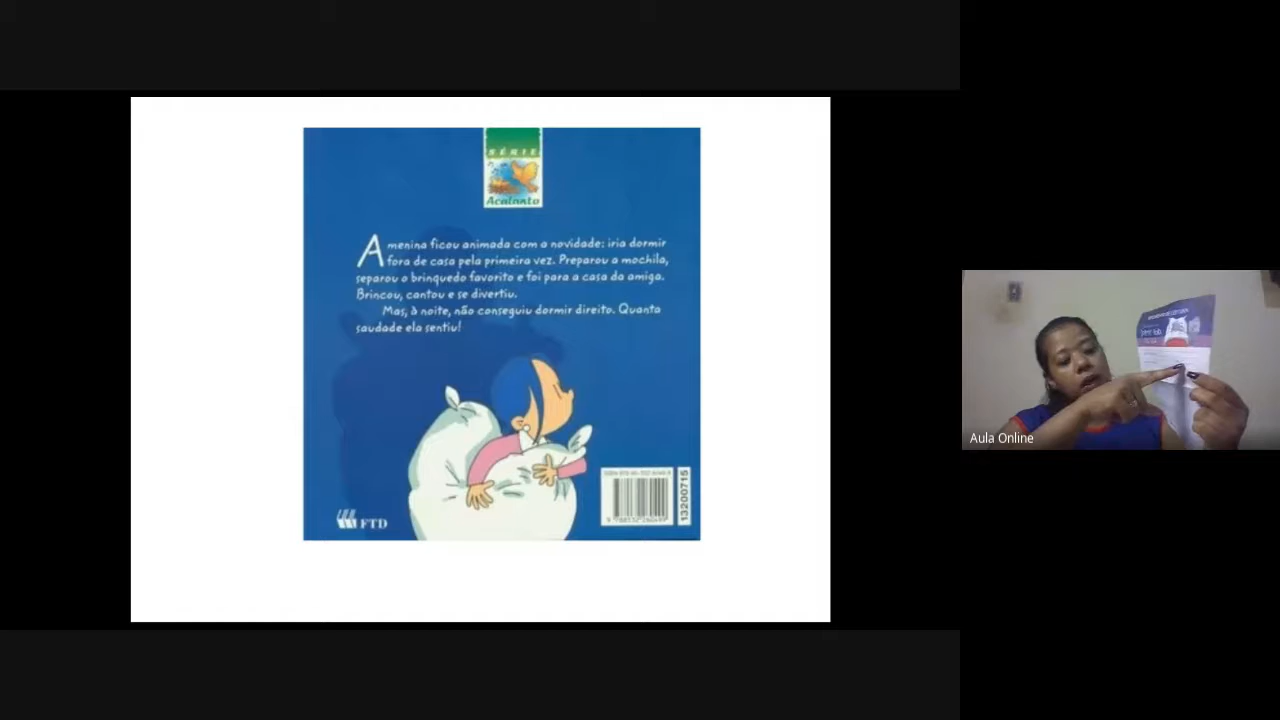 SÉRIE
Acalanto
A menina ficou animada com a novidade: iria dormir
fora de casa pela primeira vez. Preparou a mochila,
separou o brinquedo favorito e foi para a casa da amiga.
Brincou, cantou e se divertiu.
Mas, à noite, não conseguiu dormir direito. Quanta
saudade ela sentiu!
FTD
13200715
Aula Online